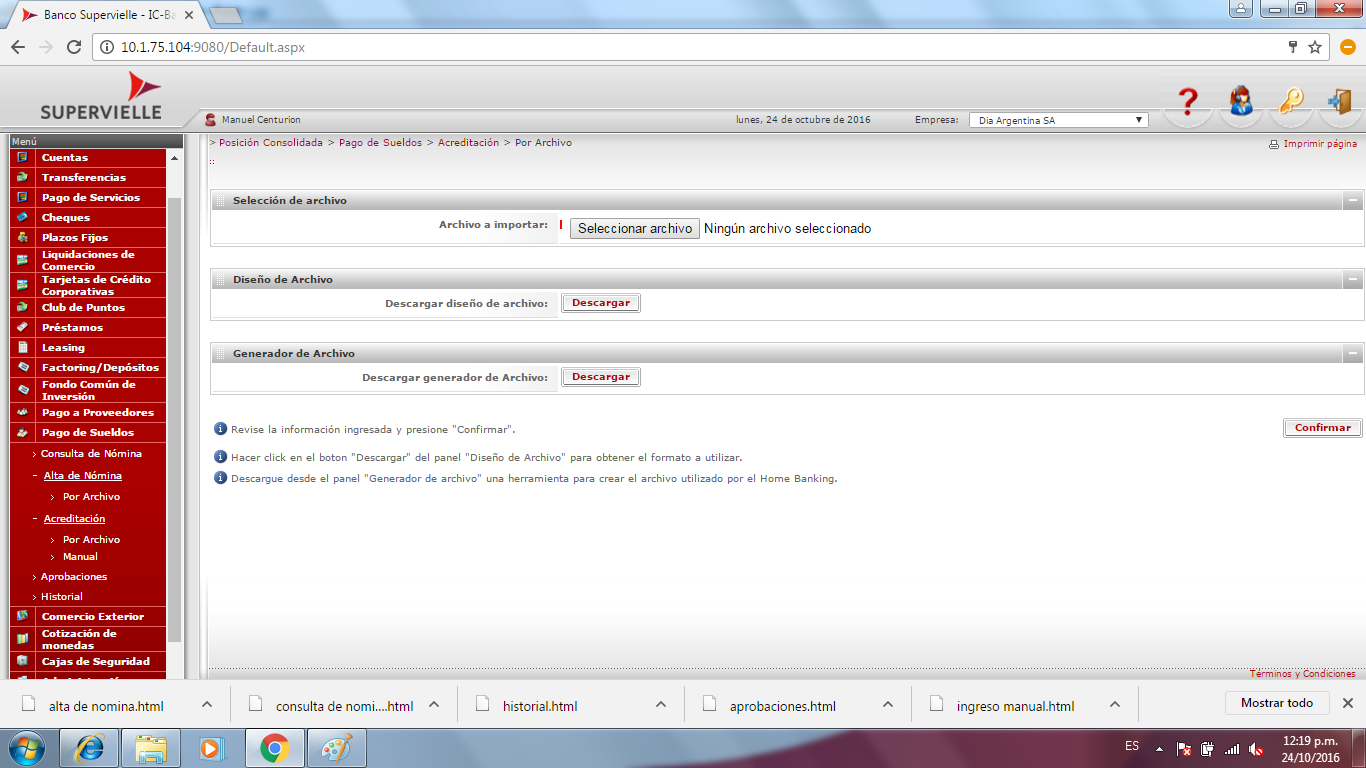 Banco Supervielle - IC-Ba
10.1.75.104:9080/Default.aspx
SUPERVIELLE
Manuel Centurion
lunes, 24 de octubre de 2016
Empresa:
Dia Argentina SA
Menú
Cuentas
Transferencias
Pago de Servicios
Cheques
Plazos Fijos
Liquidaciones de
Comercio
Tarjetas de Crédito
Corporativas
Club de Puntos
Préstamos
Leasing
Factoring/Depósitos
Fondo Común de
Inversión
Pago a Proveedores
Pago de Sueldos
Consulta de Nómina
Alta de Nómina
Por Archivo
Acreditación
Por Archivo
Manual
Aprobaciones
Historial
Comercio Exterior
Cotización de
monedas
Cajas de Seguridad
> Posición Consolidada > Pago de Sueldos > Acreditación > Por Archivo
Imprimir página
::
Selección de archivo
Archivo a importar:
Seleccionar archivo
Ningún archivo seleccionado
Diseño de Archivo
Descargar diseño de archivo:
Descargar
Generador de Archivo
Descargar generador de Archivo:
Descargar
Revise la información ingresada y presione "Confirmar".
Confirmar
Hacer click en el boton "Descargar" del panel "Diseño de Archivo" para obtener el formato a utilizar.
Descargue desde el panel "Generador de archivo" una herramienta para crear el archivo utilizado por el Home Banking.
Términos y Condiciones
alta de nomina.html
consulta de nomi....html
historial.html
aprobaciones.html
ingreso manual.html
Mostrar todo
ES
12:19 p.m.
24/10/2016